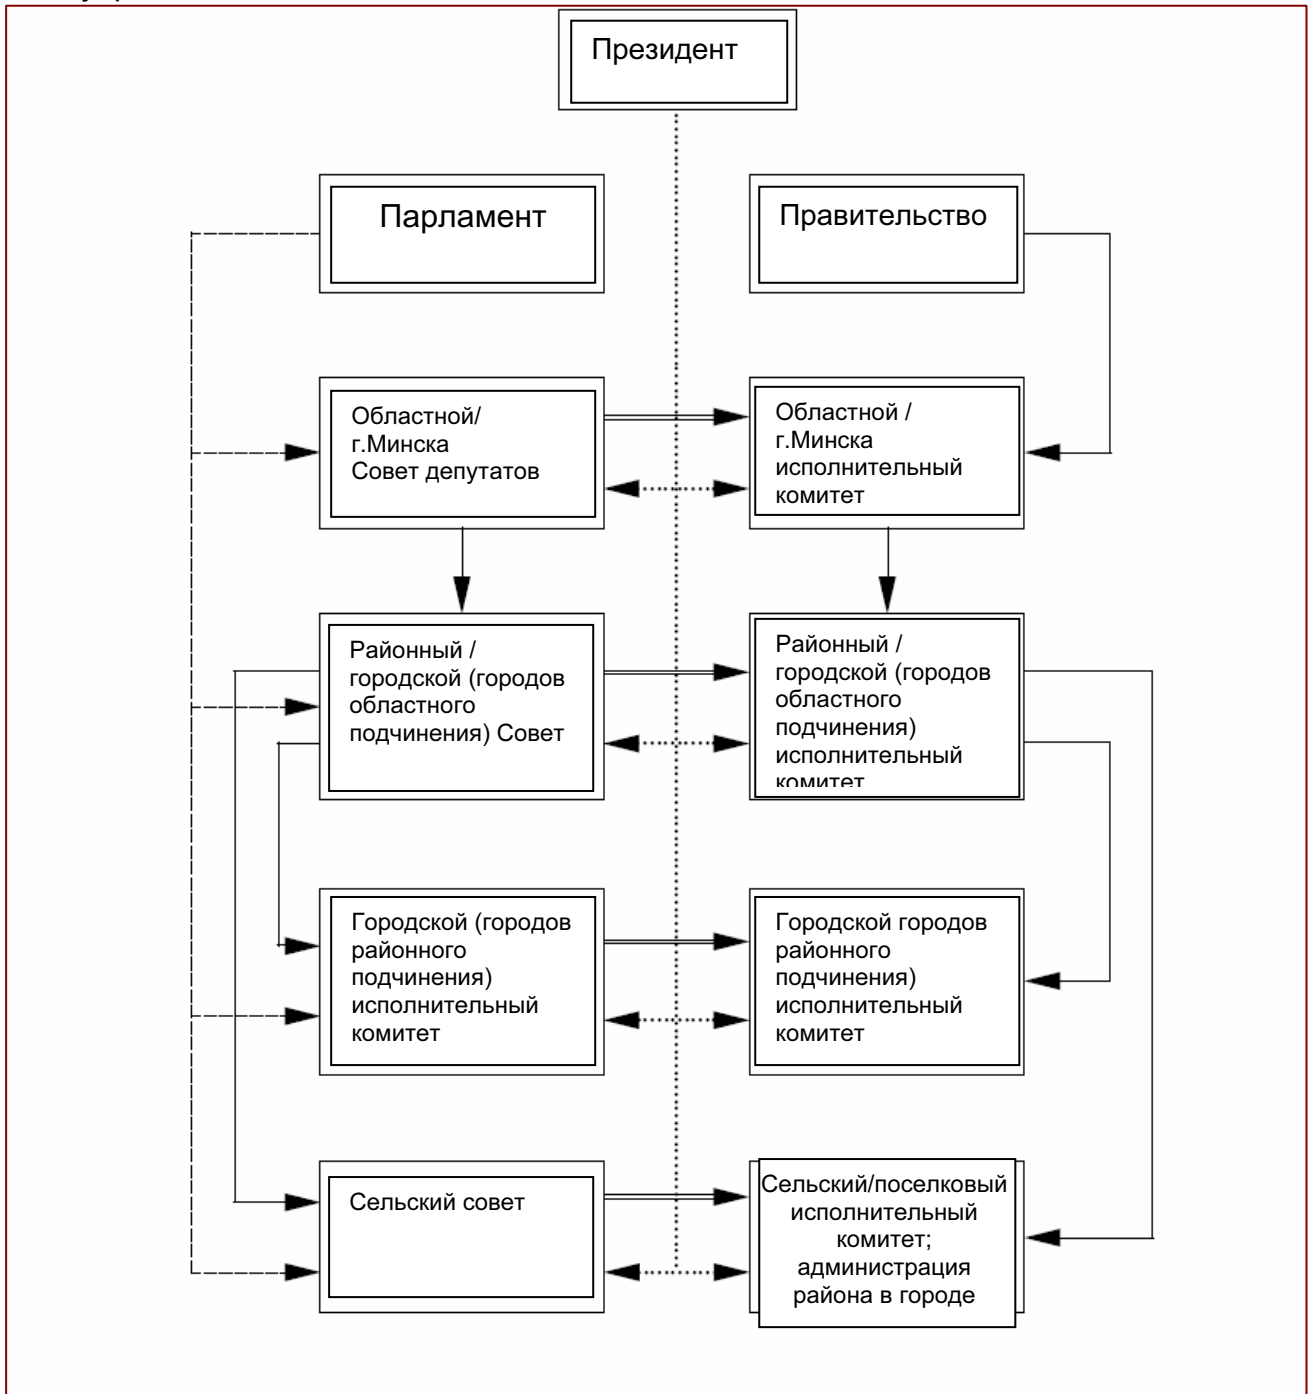 Президент
Парламент
Правительство
Областной/
г.Минска
Совет депутатов
Областной /
г.Минска
исполнительный
комитет
Районный /
городской (городов
областного
подчинения) Совет
Районный /
городской (городов
областного
подчинения)
исполнительный
комитет
Городской (городов
районного
подчинения)
исполнительный
комитет
Городской городов
районного
подчинения)
исполнительный
комитет
Сельский совет
Сельский/поселковый
исполнительный
комитет;
администрация
района в городе